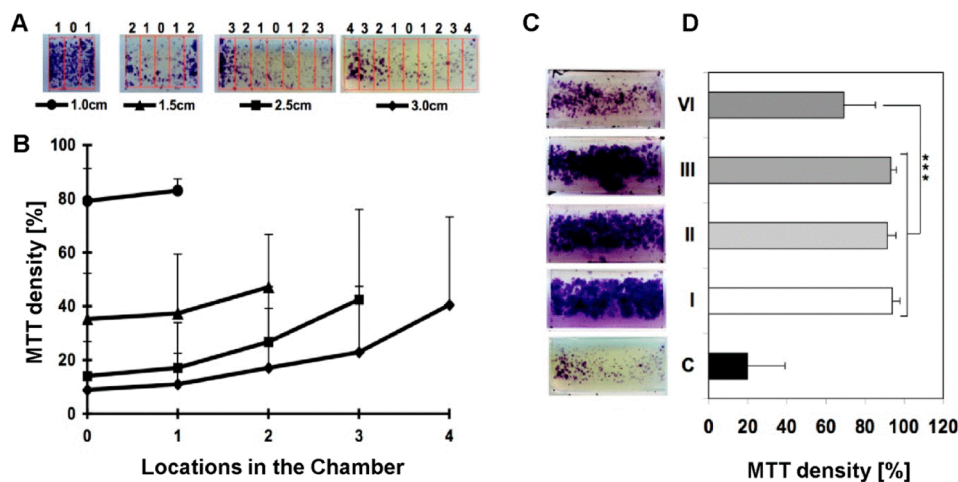 A
1 0 1
2 1 0 1 2
3 2 1 0 1 2 3
4 3 2 1 0 1 2 3 4
1.0cm
1.5cm
2.5cm
3.0cm
B
100
80
60
40
20
0
MTT density [%]
0 1 2 3 4
Locations in the Chamber
C
D
VI
III
II
I
C
***
0 20 40 60 80 100 120
MTT density [%]